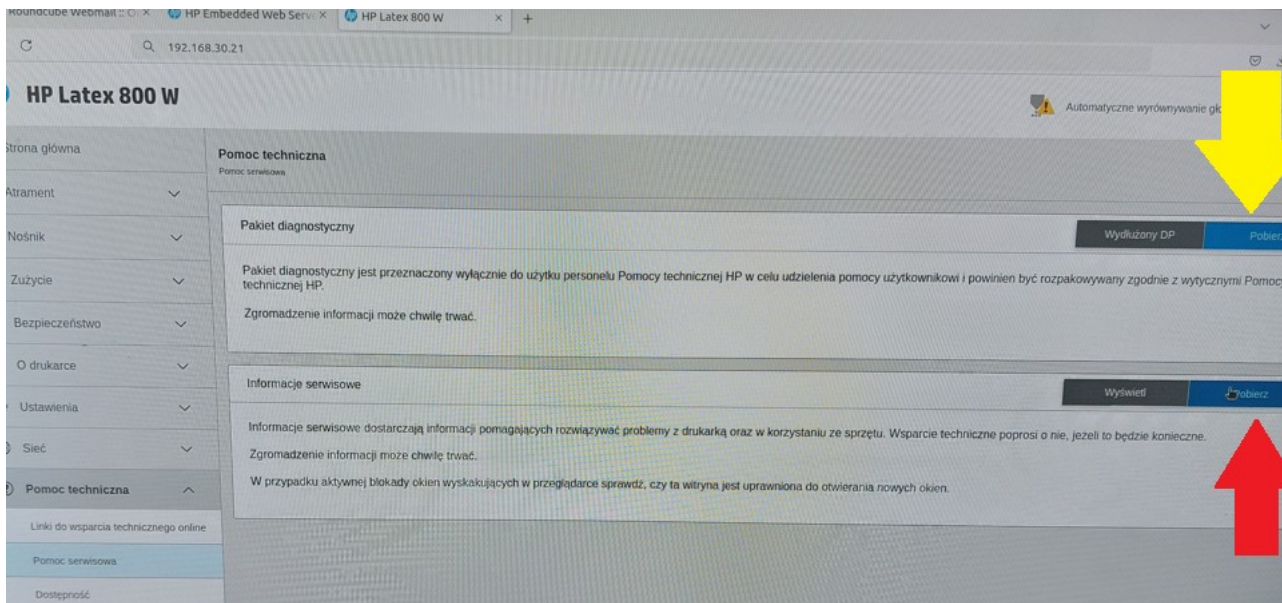 Roundcube Webmail :: O
HP Embedded Web Serv
HP Latex 800 W
192.168.30.21
HP Latex 800 W
Automatyczne wyrównywanie gł
Strona główna
Atrament
Nośnik
Zużycie
Bezpieczeństwo
O drukarce
Ustawienia
Sieć
Pomoc techniczna
Linki do wsparcia technicznego online
Pomoc serwisowa
Dostępność
Pomoc techniczna
Pomoc serwisowa
Pakiet diagnostyczny
Wydłużony DP
Pobierz
Pakiet diagnostyczny jest przeznaczony wyłącznie do użytku personelu Pomocy technicznej HP w celu udzielenia pomocy użytkownikowi i powinien być rozpakowywany zgodnie z wytycznymi Pomocy
technicznej HP.
Zgromadzenie informacji może chwilę trwać.
Informacje serwisowe
Wyświetl
Pobierz
Informacje serwisowe dostarczają informacji pomagających rozwiązywać problemy z drukarką oraz w korzystaniu ze sprzętu. Wsparcie techniczne poprosi o nie, jeżeli to będzie konieczne.
Zgromadzenie informacji może chwilę trwać.
W przypadku aktywnej blokady okien wyskakujących w przeglądarce sprawdź, czy ta witryna jest uprawniona do otwierania nowych okien.